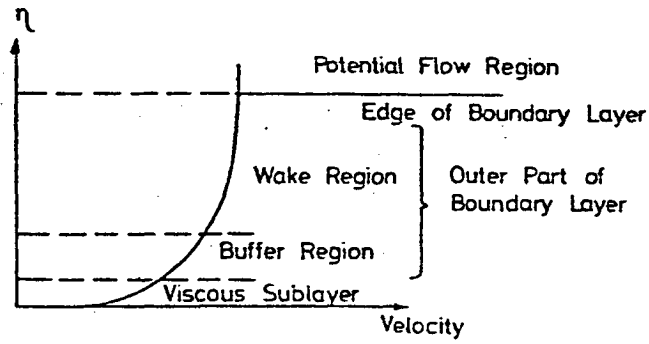 η
Potential Flow Region
Edge of Boundary Layer
Wake Region
Outer Part of
Boundary Layer
Buffer Region
Viscous Sublayer
Velocity